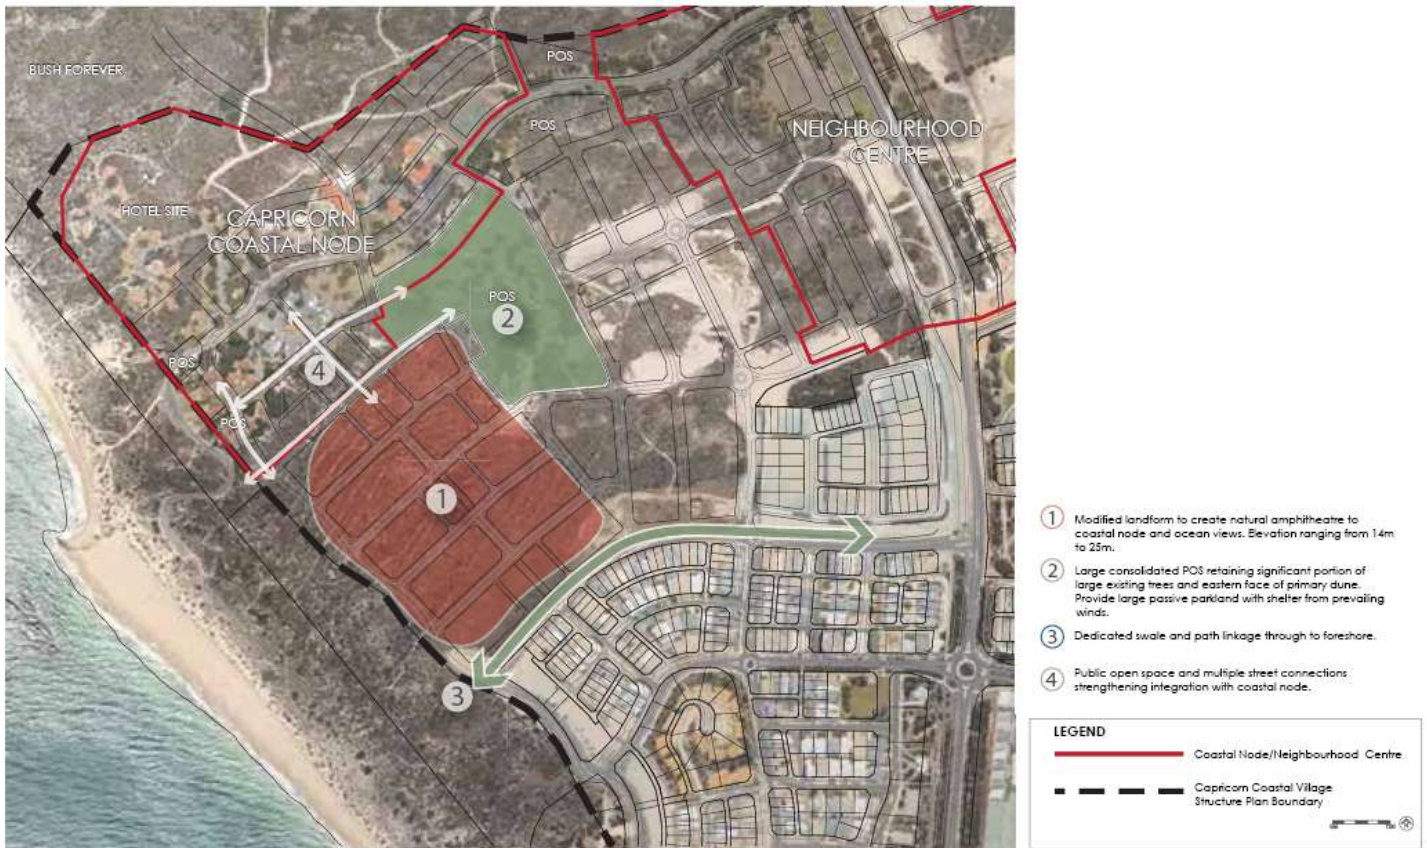 BUSH FOREVER
POS
POS
NEIGHBOURHOOD
CENTRE
HOTEL SITE
CAPRICORN
COASTAL NODE
POS
2
POS
4
POS
1
3
1 Modified landform to create natural amphitheatre to
coastal node and ocean views. Elevation ranging from 14m
to 25m.
2 Large consolidated POS retaining significant portion of
large existing trees and eastern face of primary dune.
Provide large passive parkland with shelter from prevailing
winds.
3 Dedicated swale and path linkage through to foreshore.
4 Public open space and multiple street connections
strengthening integration with coastal node.
LEGEND
Coastal Node/Neighbourhood Centre
Capricorn Coastal Village
Structure Plan Boundary